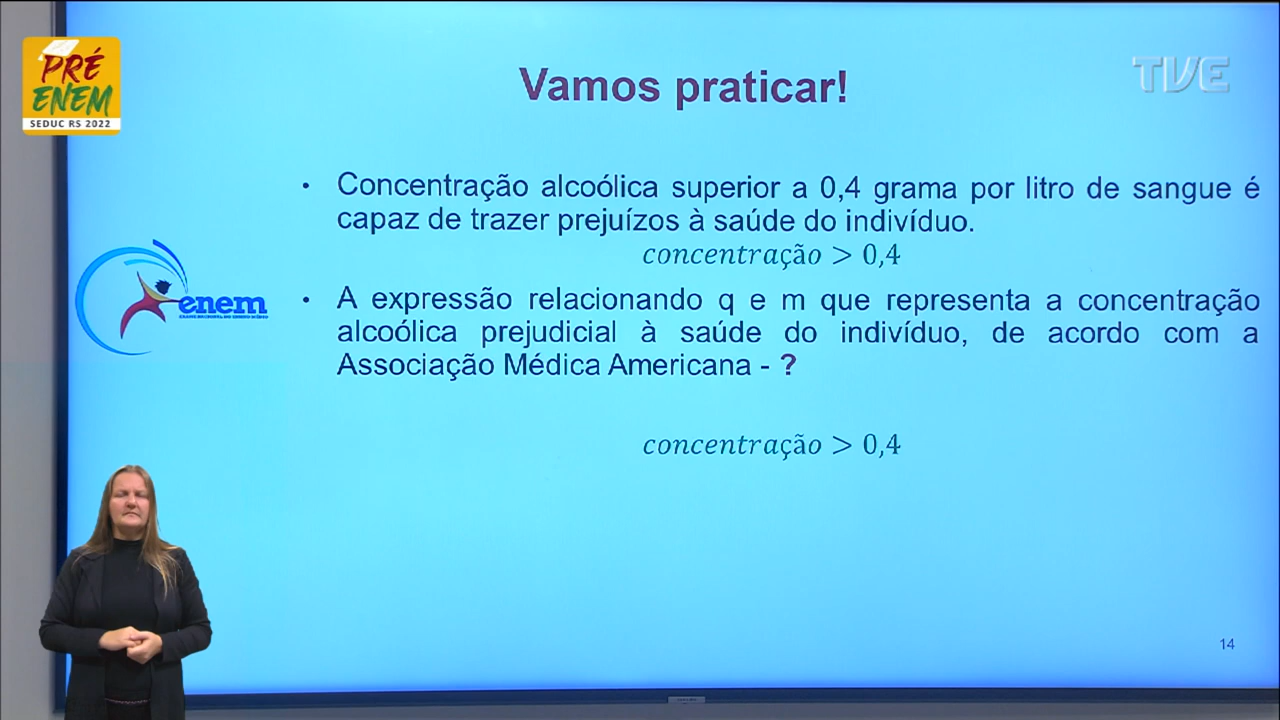 PRÉ
ENEM
SEDUC RS 2022
TVE
Vamos praticar!
• Concentração alcoólica superior a 0,4 grama por litro de sangue é
capaz de trazer prejuízos à saúde do indivíduo.
concentração > 0,4
enem
• A expressão relacionando q e m que representa a concentração
alcoólica prejudicial à saúde do indivíduo, de acordo com a
Associação Médica Americana - ?
concentração > 0,4
14